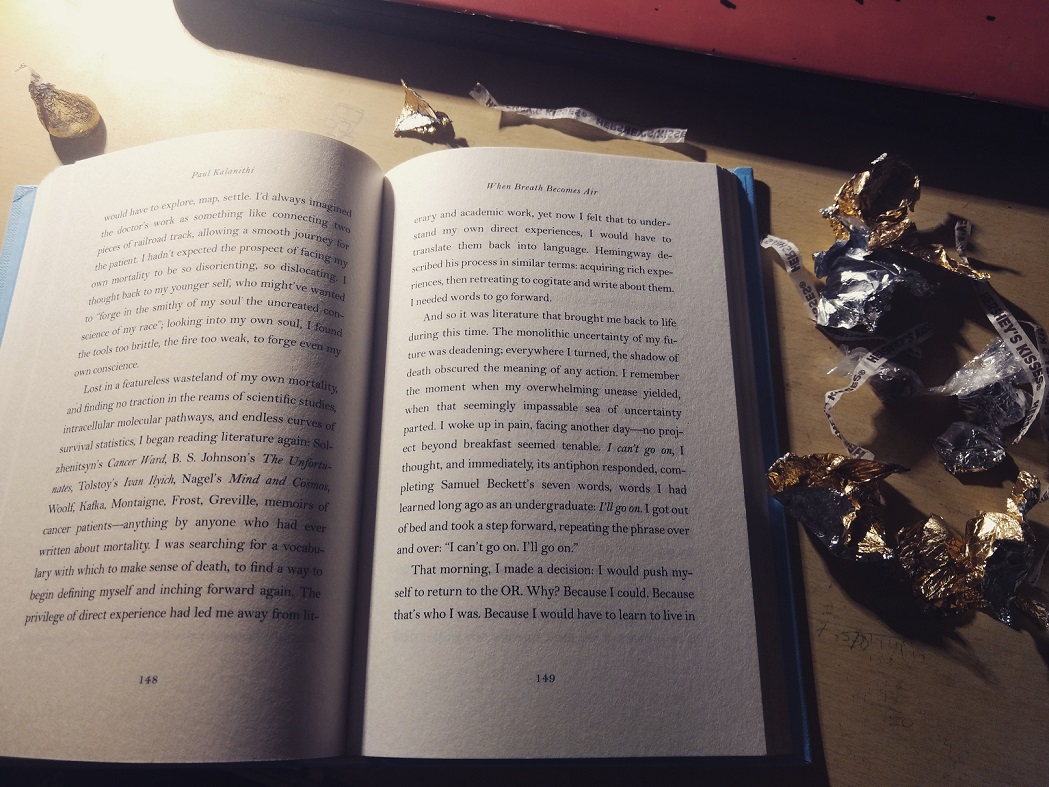 Paul Kalanithi
would have to explore, map, settle. I'd always imagined
the doctor's work as something like connecting two
pieces of railroad track, allowing a smooth journey for
the patient. I hadn't expected the prospect of facing my
own mortality to be so disorienting, so dislocating. I
thought back to my younger self, who might've wanted
to "forge in the smithy of my soul the uncreated con-
science of my race"; looking into my own soul, I found
the tools too brittle, the fire too weak, to forge even my
own conscience.
Lost in a featureless wasteland of my own mortality,
and finding no traction in the reams of scientific studies,
intracellular molecular pathways, and endless curves of
survival statistics, I began reading literature again: Sol-
zhenitsyn's Cancer Ward, B. S. Johnson's The Unfortu-
nates, Tolstoy's Ivan Ilyich, Nagel's Mind and Cosmos,
Woolf, Kafka, Montaigne, Frost, Greville, memoirs of
cancer patients—anything by anyone who had ever
written about mortality. I was searching for a vocabu-
lary with which to make sense of death, to find a way to
begin defining myself and inching forward again. The
privilege of direct experience had led me away from lit-
148
When Breath Becomes Air
erary and academic work, yet now I felt that to under-
stand my own direct experiences, I would have to
translate them back into language. Hemingway de-
scribed his process in similar terms: acquiring rich expe-
riences, then retreating to cogitate and write about them.
I needed words to go forward.
And so it was literature that brought me back to life
during this time. The monolithic uncertainty of my fu-
ture was deadening; everywhere I turned, the shadow of
death obscured the meaning of any action. I remember
the moment when my overwhelming unease yielded,
when that seemingly impassable sea of uncertainty
parted. I woke up in pain, facing another day—no proj-
ect beyond breakfast seemed tenable. I can't go on, I
thought, and immediately, its antiphon responded, com-
pleting Samuel Beckett's seven words, words I had
learned long ago as an undergraduate: I'll go on. I got out
of bed and took a step forward, repeating the phrase over
and over: "I can't go on. I'll go on."
That morning, I made a decision: I would push my-
self to return to the OR. Why? Because I could. Because
that's who I was. Because I would have to learn to live in
149
HEY'S KISSES